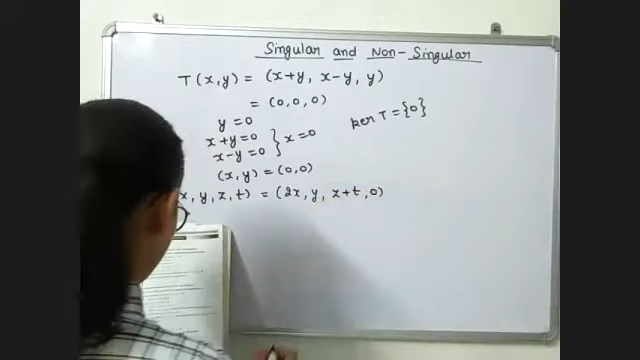 Singular and Non-Singular
T(x,y) = (x+y, x-y, y)
= (0,0,0)
y=0
x+y=0
x-y=0 } x=0
ker T = {0}
(x,y) = (0,0)
x, y, z, t) = (2x, y, z+t, 0)